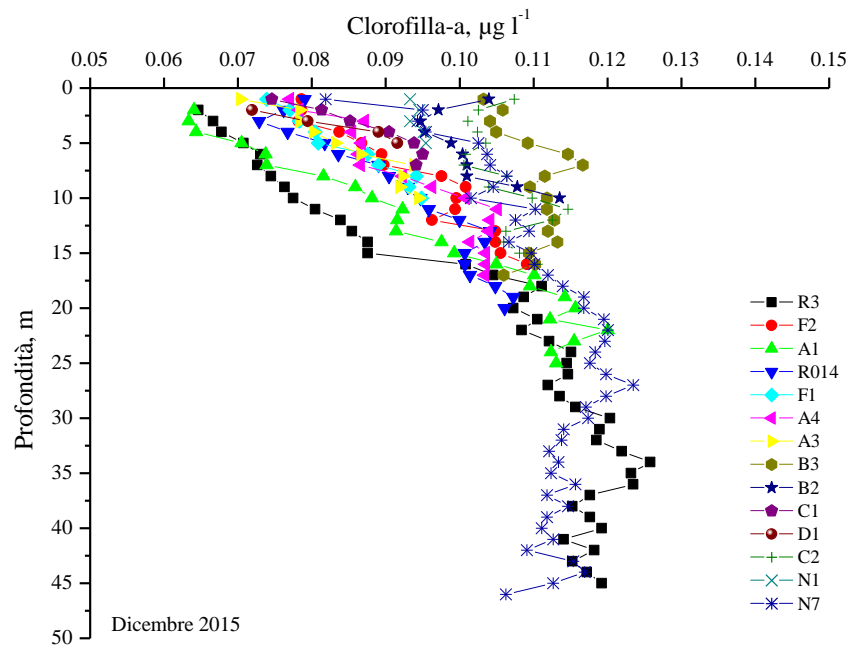 Clorofilla-a, µg l-1
0.05 0.06 0.07 0.08 0.09 0.10 0.11 0.12 0.13 0.14 0.15
0
5
10
15
20
25
30
35
40
45
50
Profondità, m
R3
F2
A1
R014
F1
A4
A3
B3
B2
C1
D1
C2
N1
N7
Dicembre 2015